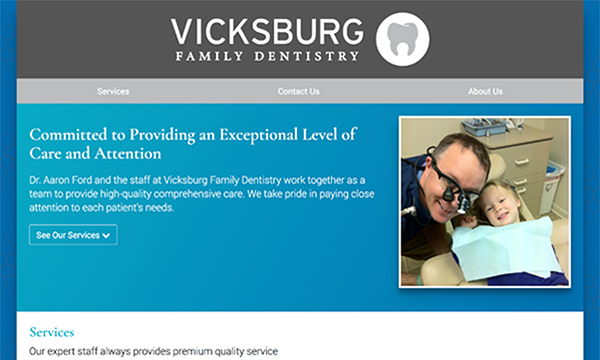 VICKSBURG
FAMILY DENTISTRY
Services
Contact Us
About Us
Committed to Providing an Exceptional Level of
Care and Attention
Dr. Aaron Ford and the staff at Vicksburg Family Dentistry work together as a
team to provide high-quality comprehensive care. We take pride in paying close
attention to each patient's needs.
See Our Services
Services
Our expert staff always provides premium quality service